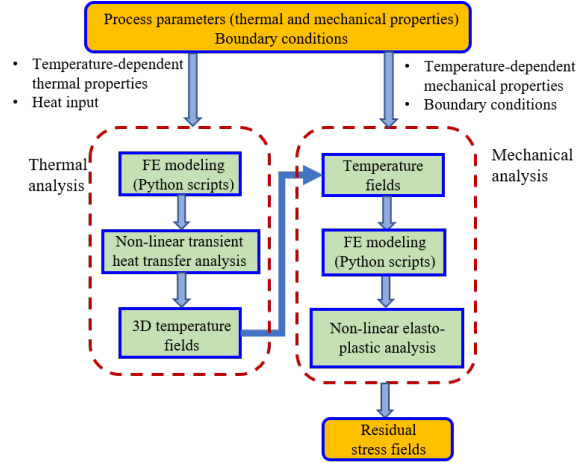 Process parameters (thermal and mechanical properties)
Boundary conditions
• Temperature-dependent
thermal properties
• Heat input
• Temperature-dependent
mechanical properties
• Boundary conditions
Thermal
analysis
FE modeling
(Python scripts)
Non-linear transient
heat transfer analysis
3D temperature
fields
Mechanical
analysis
Temperature
fields
FE modeling
(Python scripts)
Non-linear elasto-
plastic analysis
Residual
stress fields